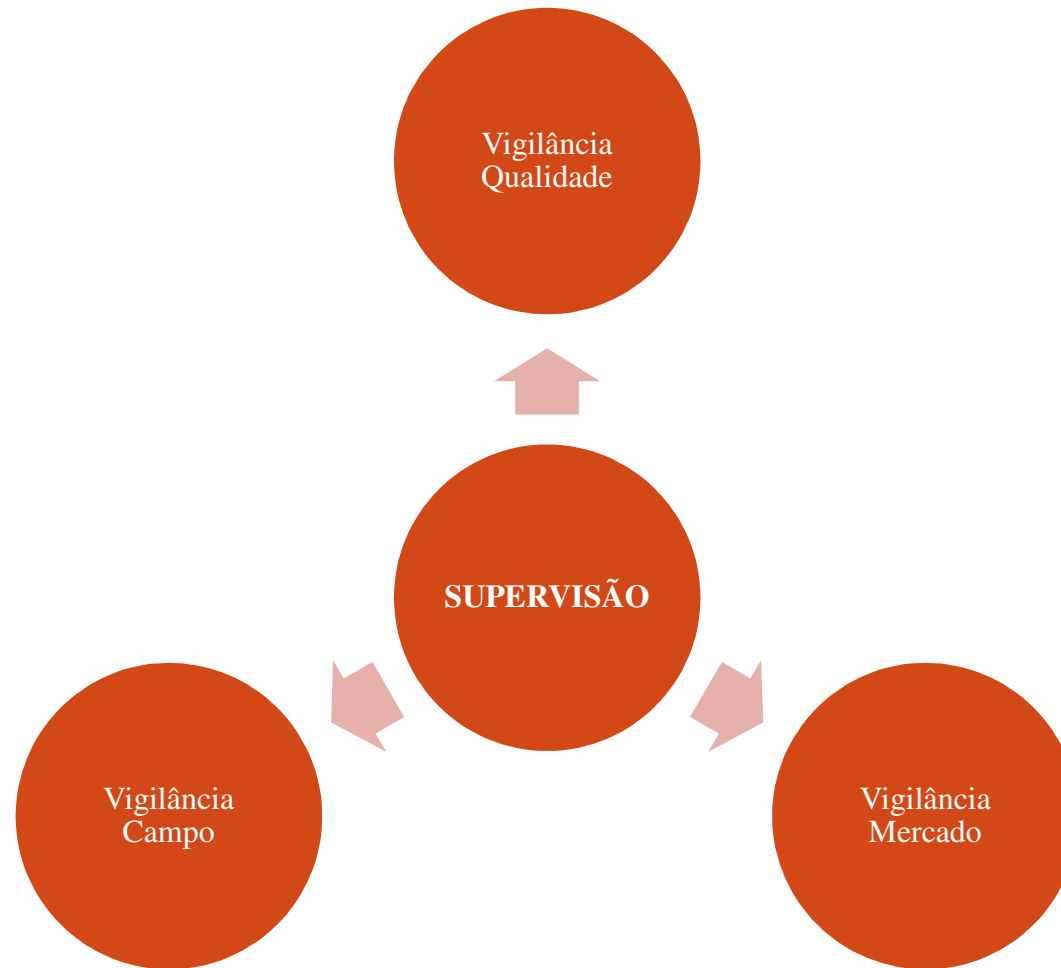 Vigilância
Qualidade
SUPERVISÃO
Vigilância
Campo
Vigilância
Mercado